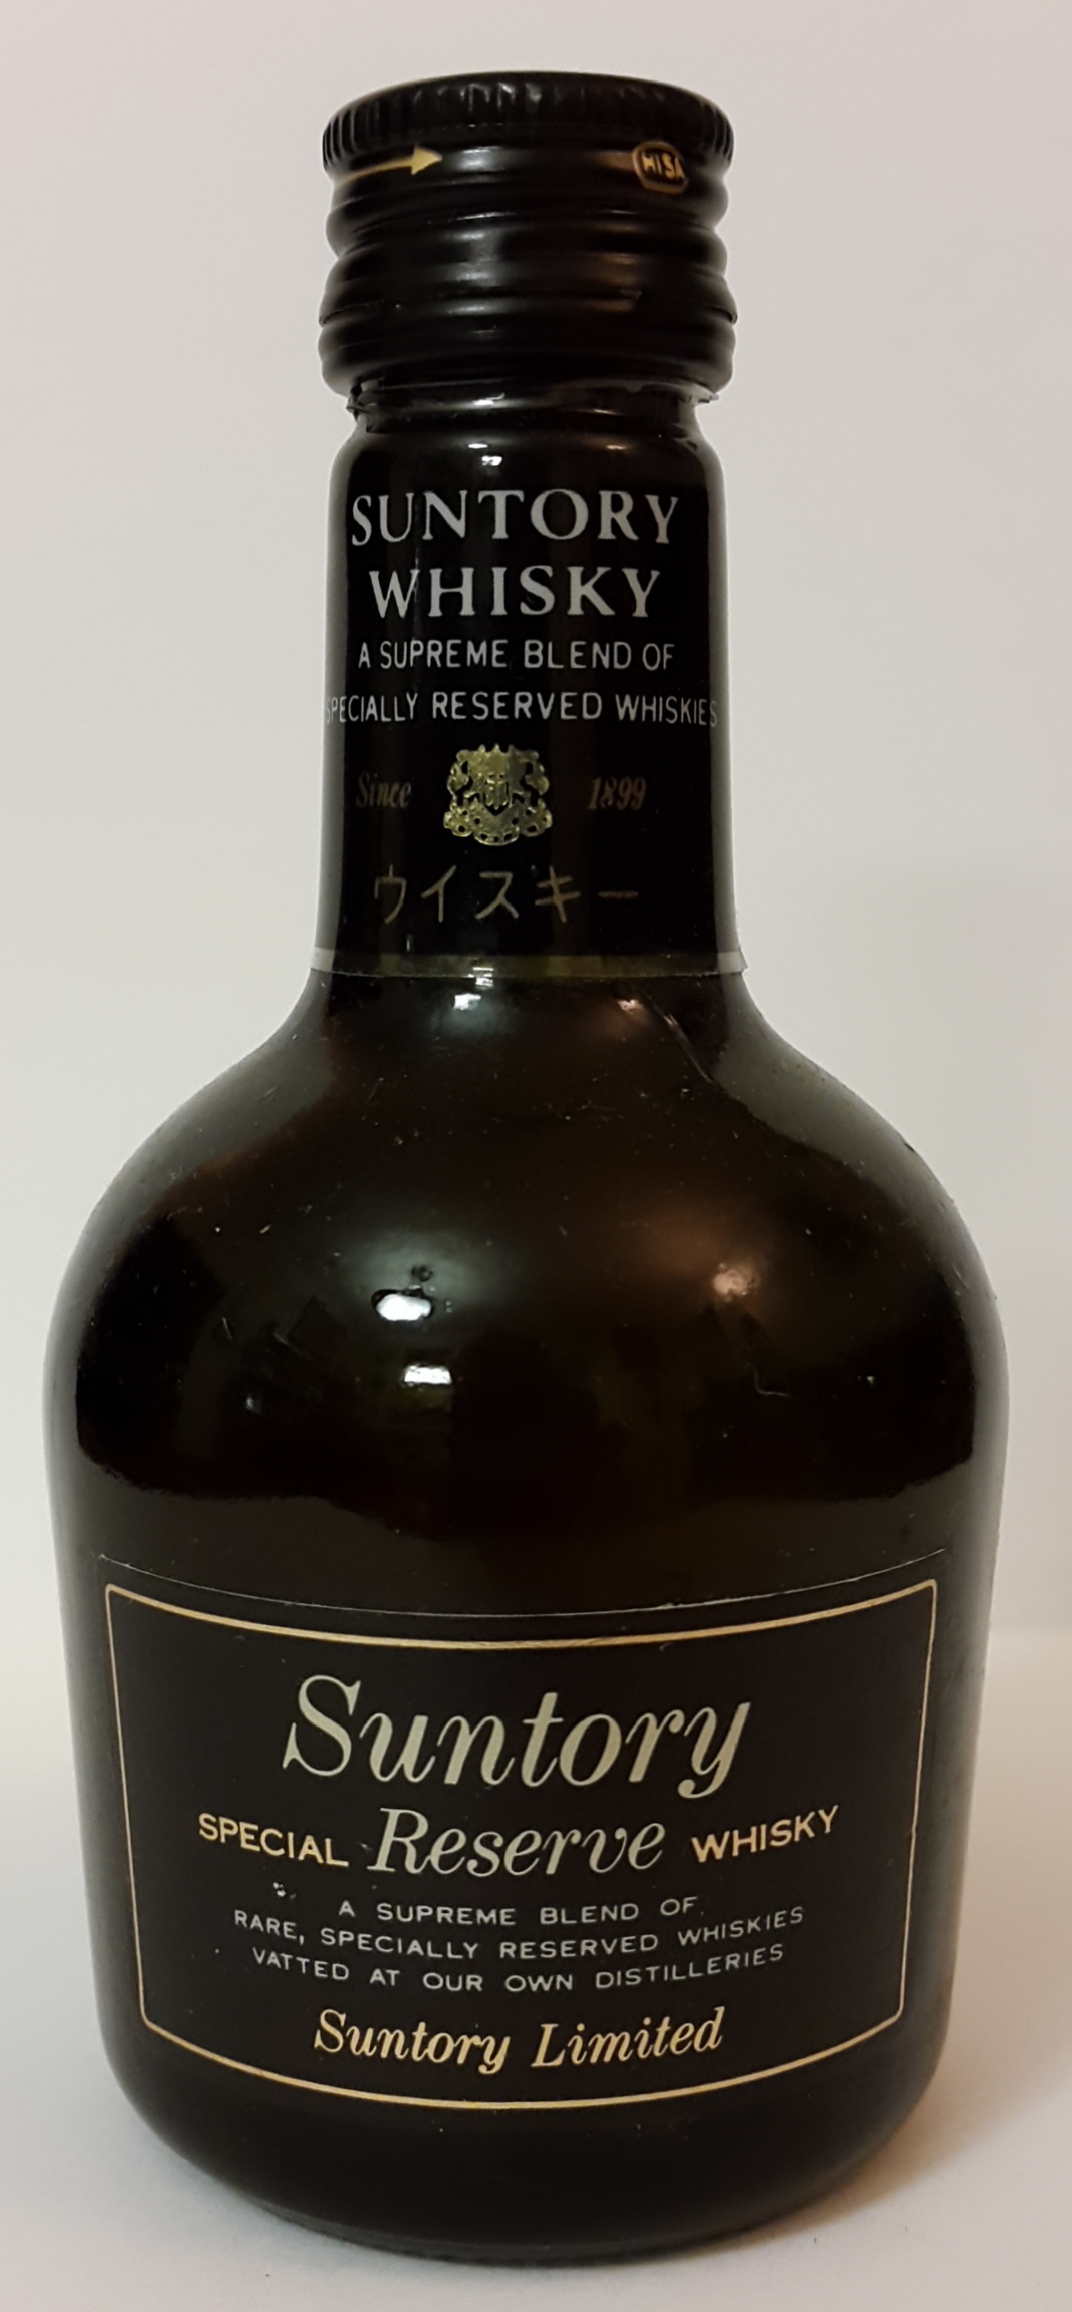 HISA
SUNTORY
WHISKY
A SUPREME BLEND OF
SPECIALLY RESERVED WHISKIES
Since 1899
ウイスキー
Suntory
SPECIAL Reserve WHISKY
A SUPREME BLEND OF
RARE, SPECIALLY RESERVED WHISKIES
VATTED AT OUR OWN DISTILLERIES
Suntory Limited